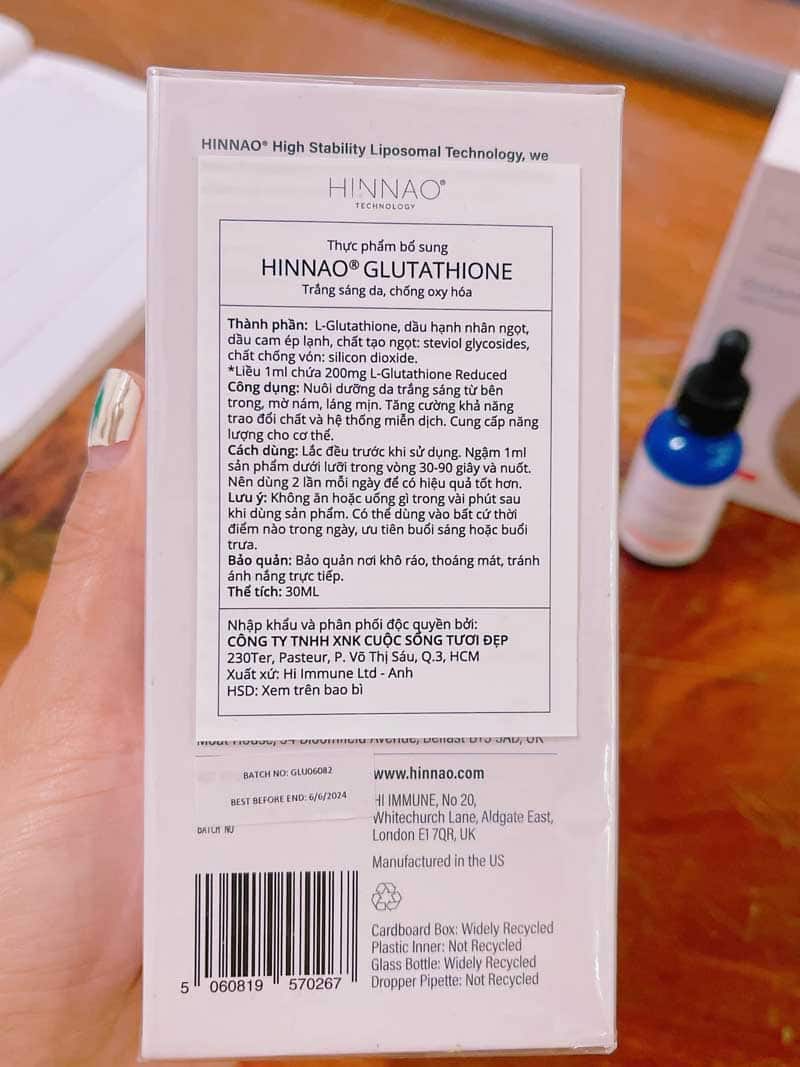 HINNAO® High Stability Liposomal Technology, we
HINNAO®
TECHNOLOGY
Thực phẩm bổ sung
HINNAO® GLUTATHIONE
Trắng sáng da, chống oxy hóa
Thành phần: L-Glutathione, dầu hạnh nhân ngọt,
dầu cam ép lạnh, chất tạo ngọt: steviol glycosides,
chất chống vón: silicon dioxide.
*Liều 1ml chứa 200mg L-Glutathione Reduced
Công dụng: Nuôi dưỡng da trắng sáng từ bên
trong, mờ nám, láng mịn. Tăng cường khả năng
trao đổi chất và hệ thống miễn dịch. Cung cấp năng
lượng cho cơ thể.
Cách dùng: Lắc đều trước khi sử dụng. Ngậm 1ml
sản phẩm dưới lưỡi trong vòng 30-90 giây và nuốt.
Nên dùng 2 lần mỗi ngày để có hiệu quả tốt hơn.
Lưu ý: Không ăn hoặc uống gì trong vài phút sau
khi dùng sản phẩm. Có thể dùng vào bất cứ thời
điểm nào trong ngày, ưu tiên buổi sáng hoặc buổi
trưa.
Bảo quản: Bảo quản nơi khô ráo, thoáng mát, tránh
ánh nắng trực tiếp.
Thể tích: 30ML
Nhập khẩu và phân phối độc quyền bởi:
CÔNG TY TNHH XNK CUỘC SỐNG TƯƠI ĐẸP
230Ter, Pasteur, P. Võ Thị Sáu, Q.3, HCM
Xuất xứ: Hi Immune Ltd - Anh
HSD: Xem trên bao bì
Avenue, Belfast BT5 5AD, UK
BATCH NO: GLU06082
BEST BEFORE END: 6/6/2024
BATCH NO
www.hinnao.com
HI IMMUNE, No 20,
Whitechurch Lane, Aldgate East,
London E1 7QR, UK
Manufactured in the US
Cardboard Box: Widely Recycled
Plastic Inner: Not Recycled
Glass Bottle: Widely Recycled
Dropper Pipette: Not Recycled
5 060819 570267